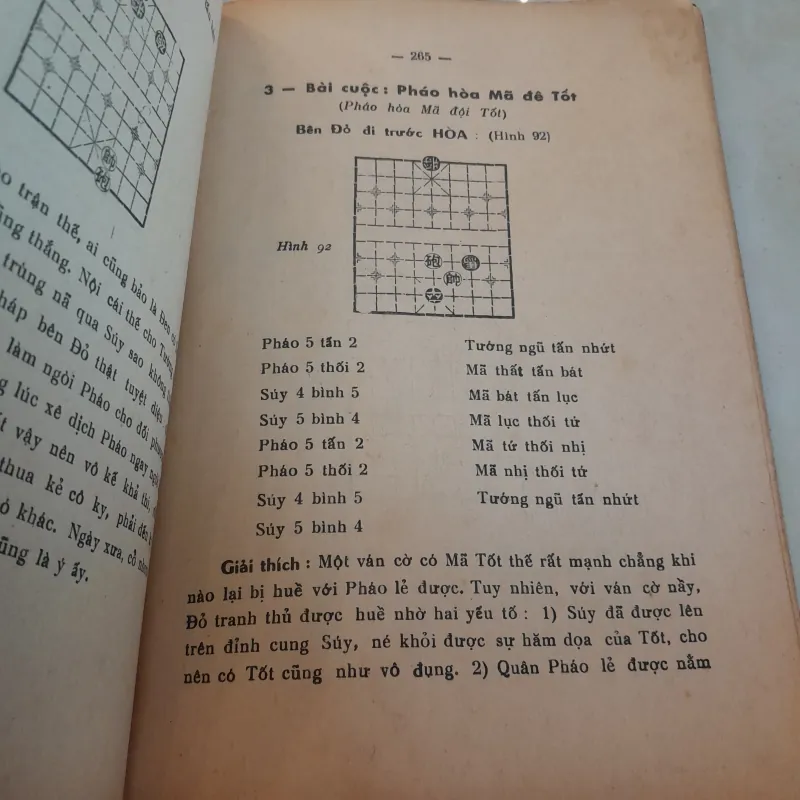 o trận thế, ai cũng bảo là Đen
ũng thắng. Nội cái thế cho Tướng
trúng nã qua Súy sao không
háp bên Đỏ thật tuyệt diệu
làm ngòi Pháo cho đối phương
g lúc xê dịch Pháo ngay ngòi
ất vậy nên vô kế khả thi,
thua kẻ cô ky, phải đến
ó khác. Ngày xưa, cổ nhân
ũng là ý ấy.
— 265 —
3 — Bài cuộc : Pháo hòa Mã đê Tốt
(Pháo hòa Mã đội Tốt)
Bên Đỏ đi trước HÒA : (Hình 92)
Hình 92
砲
帥
Pháo 5 tấn 2 Tướng ngũ tấn nhứt
Pháo 5 thối 2 Mã thất tấn bát
Súy 4 bình 5 Mã bát tấn lục
Súy 5 bình 4 Mã lục thối tứ
Pháo 5 tấn 2 Mã tứ thối nhị
Pháo 5 thối 2 Mã nhị thối tứ
Súy 4 bình 5 Tướng ngũ tấn nhứt
Súy 5 bình 4
Giải thích : Một ván cờ có Mã Tốt thế rất mạnh chẳng khi
nào lại bị huề với Pháo lẻ được. Tuy nhiên, với ván cờ nầy,
Đỏ tranh thủ được huề nhờ hai yếu tố : 1) Súy đã được lên
trên đỉnh cung Súy, né khỏi được sự hăm dọa của Tốt, cho
nên có Tốt cũng như vô dụng. 2) Quân Pháo lẻ được nằm